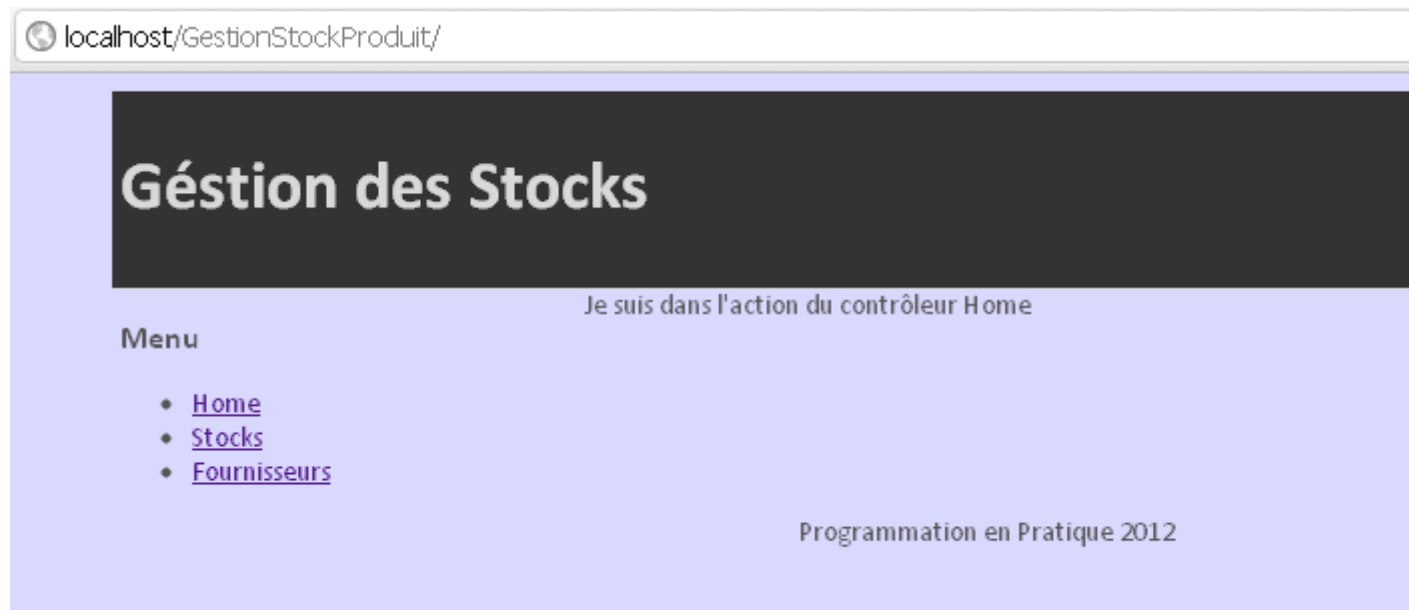 localhost/GestionStockProduit/
Géstion des Stocks
Je suis dans l'action du contrôleur Home
Menu
Home
Stocks
Fournisseurs
Programmation en Pratique 2012